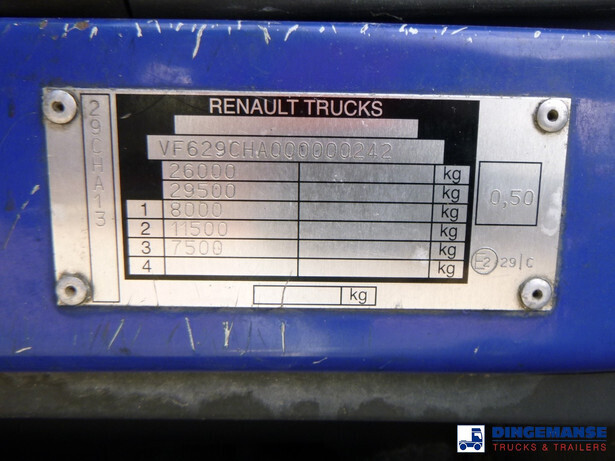 RENAULT TRUCKS
29CHA13
VF629CHA000000242
26000 kg
29500 kg
1 8000 kg
2 11500 kg
3 7500 kg
4 kg
kg
0,50
E2 29/C
DINGEMANSE
TRUCKS & TRAILERS